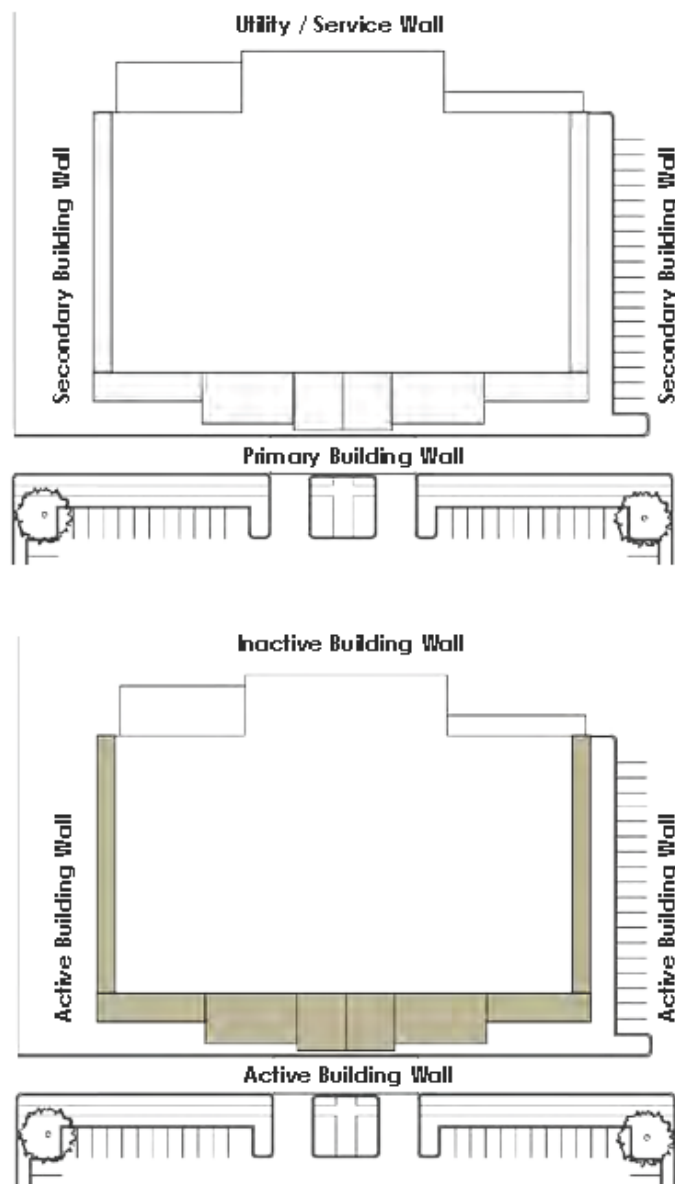 Utility / Service Wall
Secondary Building Wall
Secondary Building Wall
Primary Building Wall
Inactive Building Wall
Active Building Wall
Active Building Wall
Active Building Wall